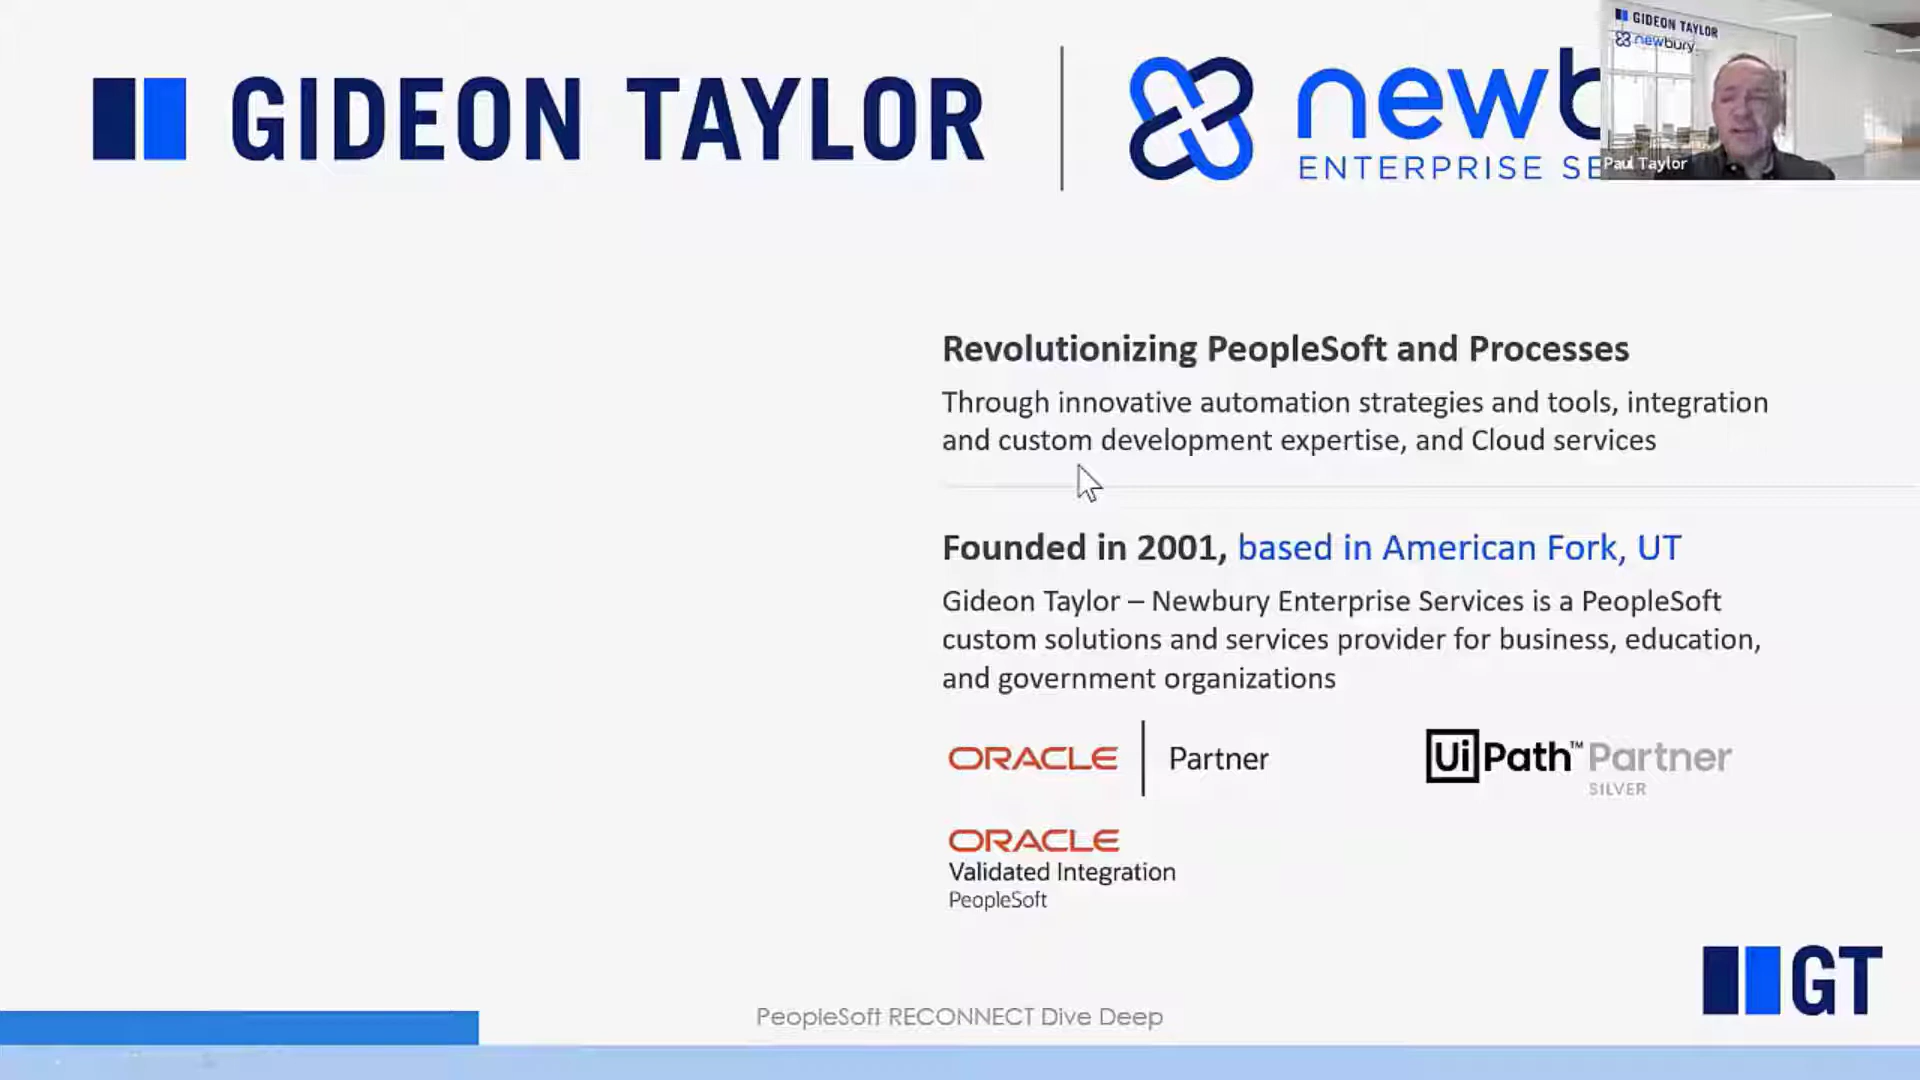 GIDEON TAYLOR
newb
ENTERPRISE SE
GIDEON TAYLOR
newbury
Paul Taylor
Revolutionizing PeopleSoft and Processes
Through innovative automation strategies and tools, integration
and custom development expertise, and Cloud services
Founded in 2001, based in American Fork, UT
Gideon Taylor – Newbury Enterprise Services is a PeopleSoft
custom solutions and services provider for business, education,
and government organizations
ORACLE | Partner
UiPath™ Partner
SILVER
ORACLE
Validated Integration
PeopleSoft
GT
PeopleSoft RECONNECT Dive Deep